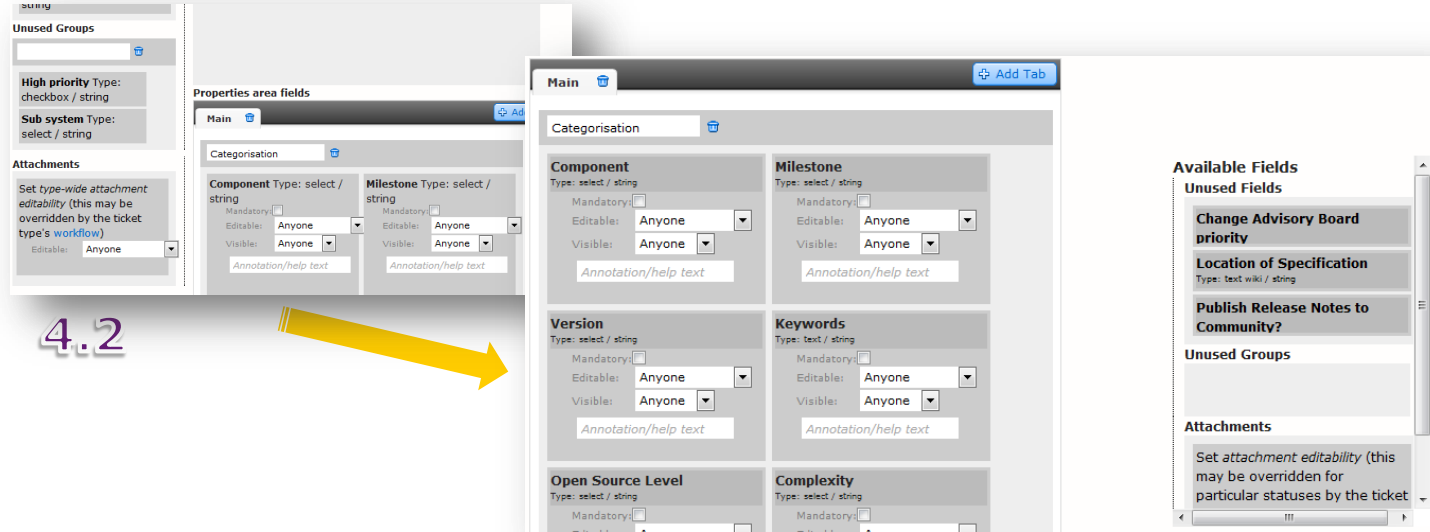 string
Unused Groups
High priority Type:
checkbox / string
Sub system Type:
select / string
Attachments
Set type-wide attachment
editability (this may be
overridden by the ticket
type's workflow)
Editable: Anyone
Properties area fields
Main
Categorisation
Component Type: select /
string
Mandatory:
Editable: Anyone
Visible: Anyone
Annotation/help text
Milestone Type: select /
string
Mandatory:
Editable: Anyone
Visible: Anyone
Annotation/help text
4.2
Main
Add Tab
Categorisation
Component
Type: select / string
Mandatory:
Editable: Anyone
Visible: Anyone
Annotation/help text
Milestone
Type: select / string
Mandatory:
Editable: Anyone
Visible: Anyone
Annotation/help text
Version
Type: select / string
Mandatory:
Editable: Anyone
Visible: Anyone
Annotation/help text
Keywords
Type: text / string
Mandatory:
Editable: Anyone
Visible: Anyone
Annotation/help text
Open Source Level
Type: select / string
Mandatory:
Complexity
Type: select / string
Mandatory:
Available Fields
Unused Fields
Change Advisory Board
priority
Location of Specification
Type: text wiki / string
Publish Release Notes to
Community?
Unused Groups
Attachments
Set attachment editability (this
may be overridden for
particular statuses by the ticket